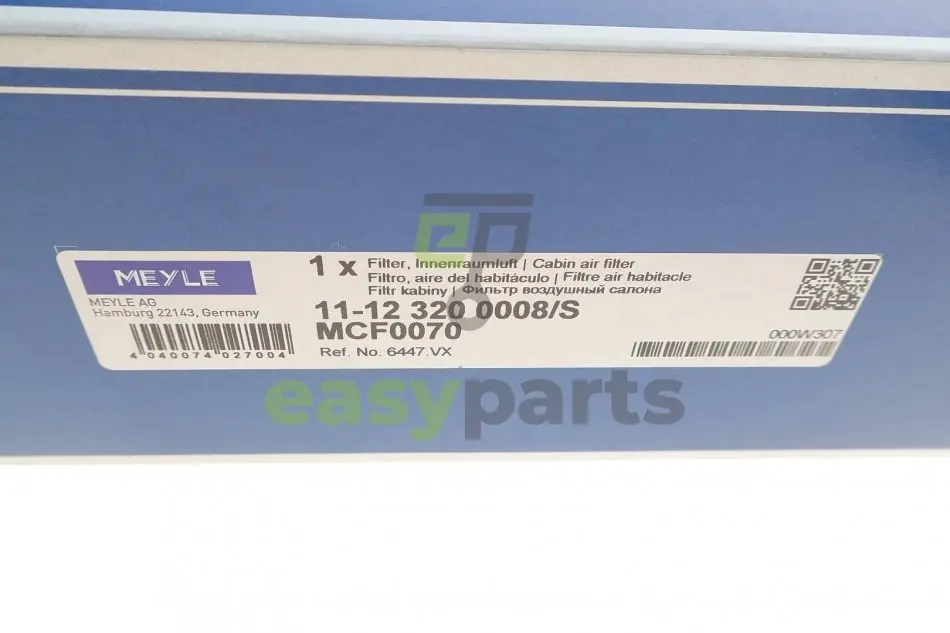 MEYLE
MEYLE AG
Hamburg 22143, Germany
4 040074 027004
1 x Filter, Innenraumluft | Cabin air filter
Filtro, aire del habitáculo | Filtre air habitacle
Filtr kabiny | Фильтр воздушный салона
11-12 320 0008/S
MCF0070
Ref. No. 6447.VX
000W307
ep
easyparts